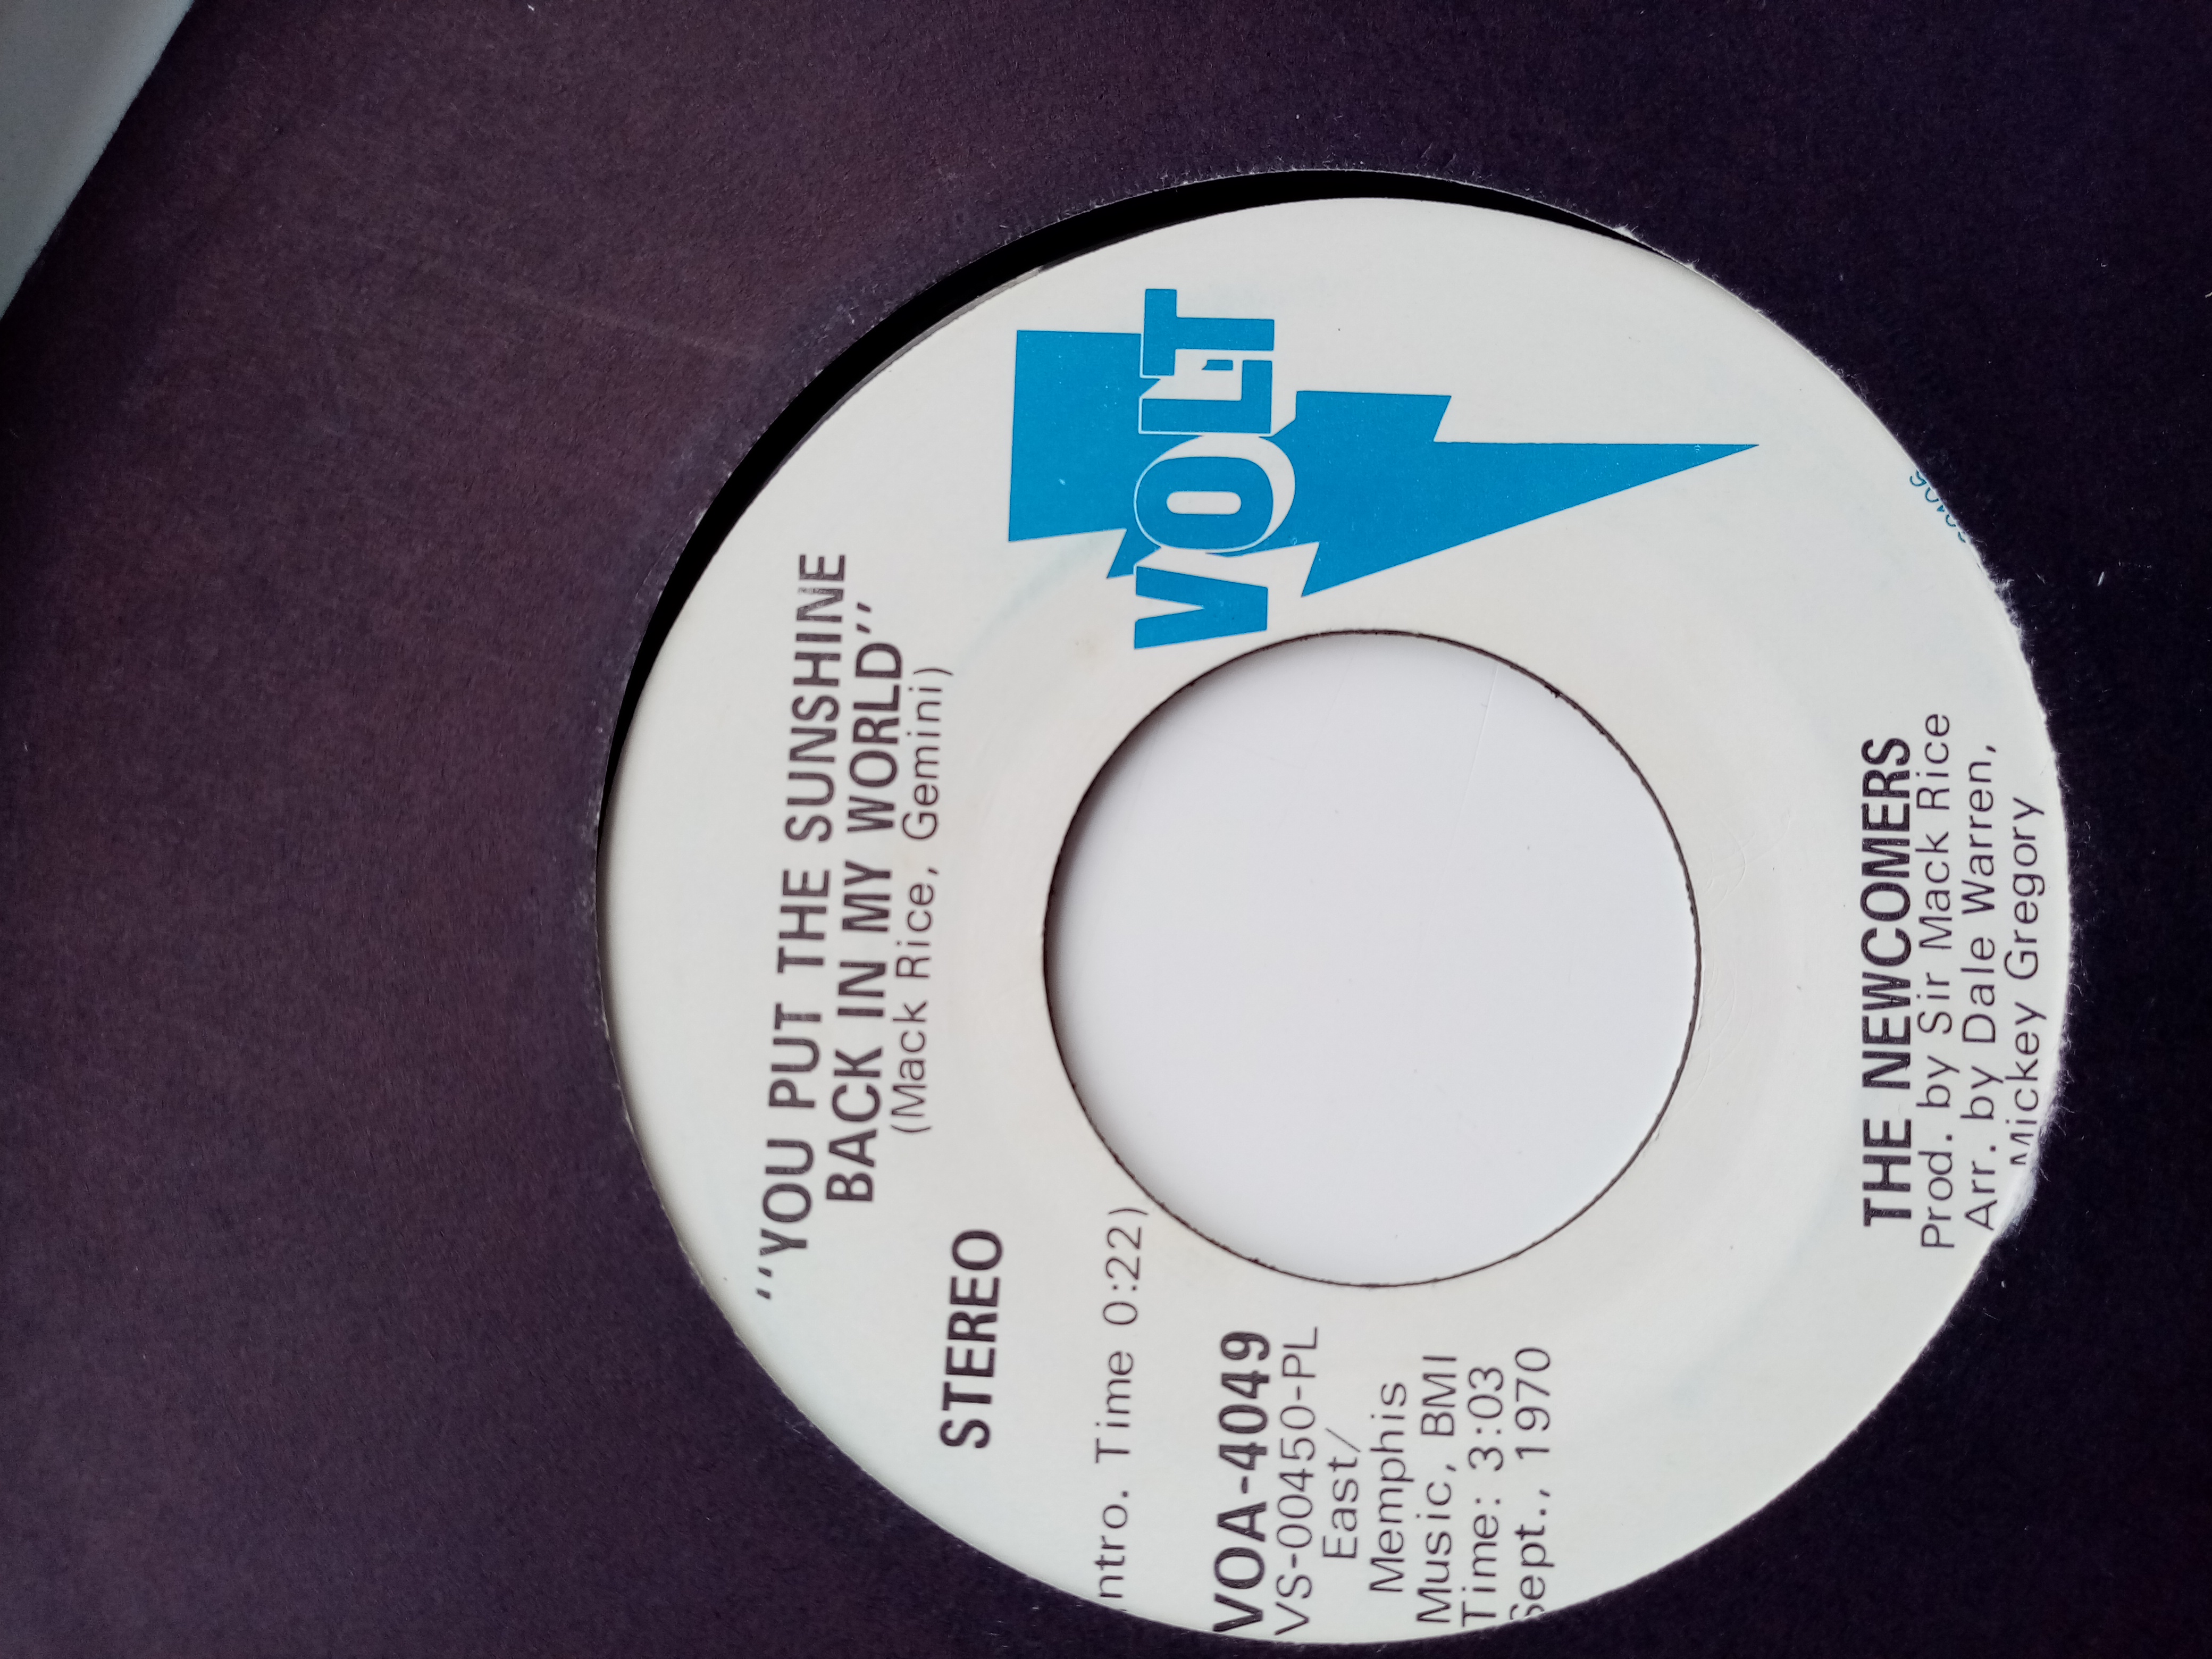 VOLT
"YOU PUT THE SUNSHINE
BACK IN MY WORLD"
(Mack Rice, Gemini)
STEREO
Intro. Time 0:22)
VOA-4049
VS-00450-PL
East/
Memphis
Music, BMI
Time: 3:03
Sept., 1970
THE NEWCOMERS
Prod. by Sir Mack Rice
Arr. by Dale Warren,
Mickey Gregory